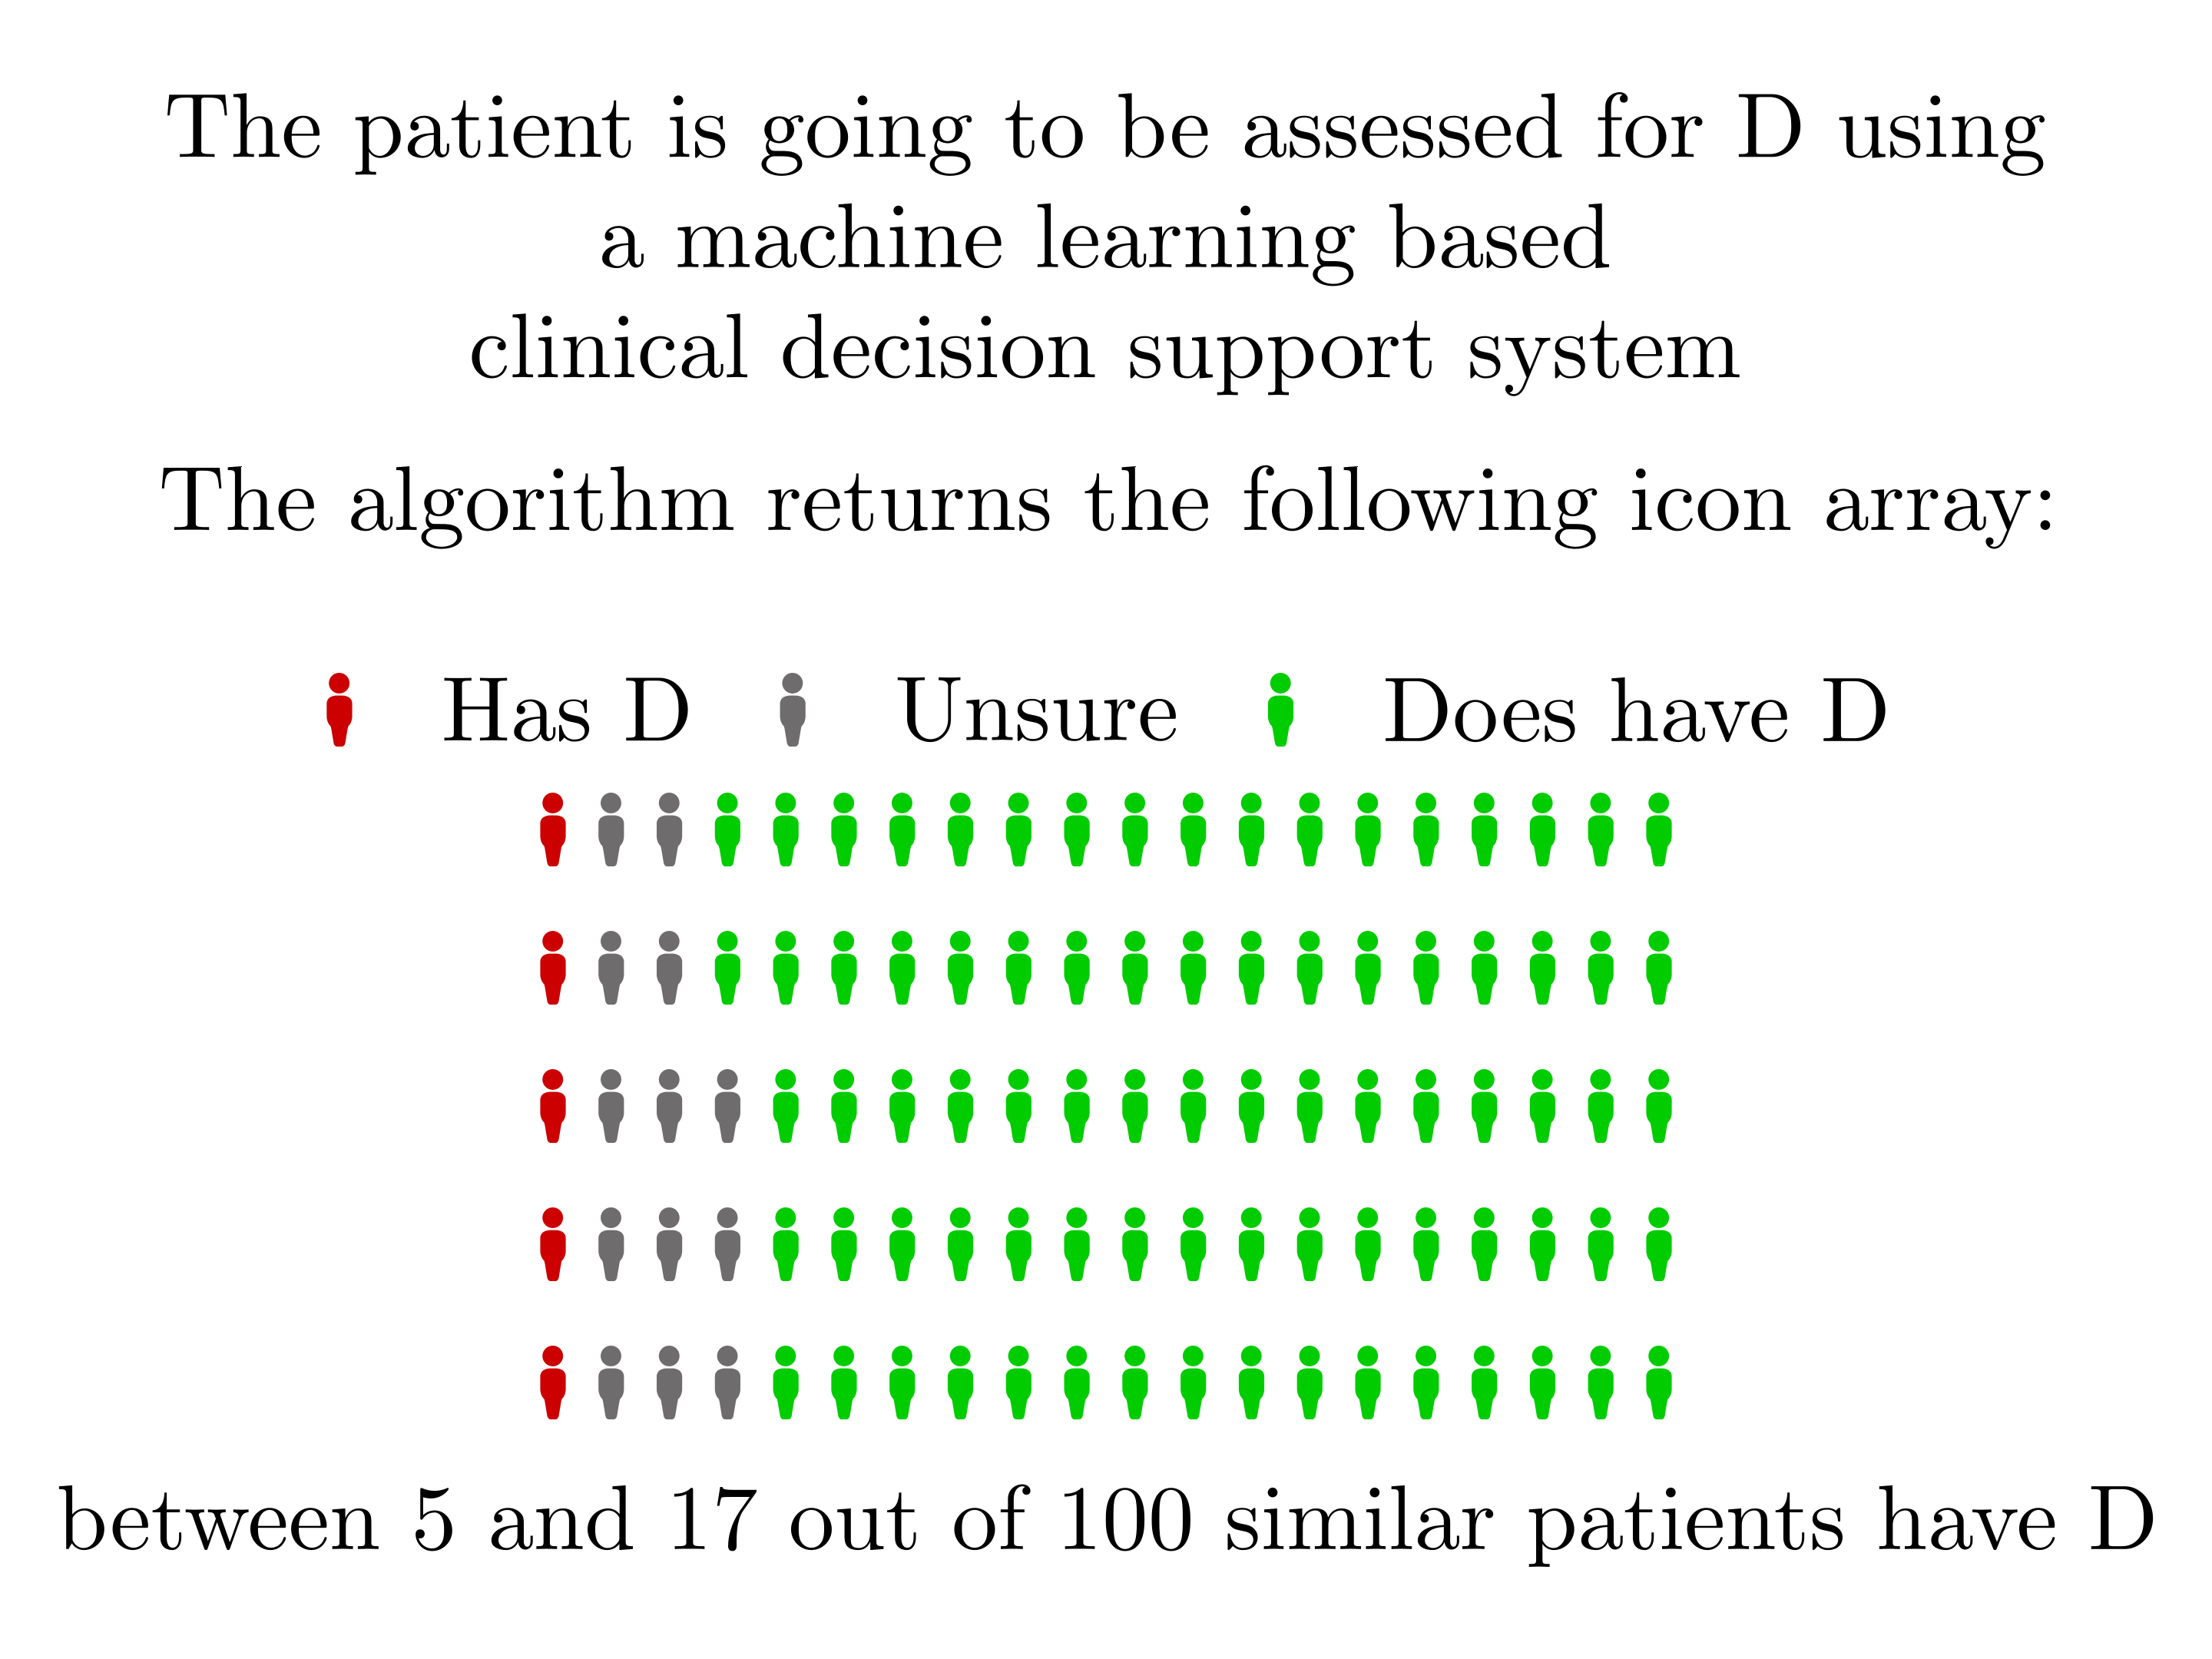 The patient is going to be assessed for D using
a machine learning based
clinical decision support system
The algorithm returns the following icon array:
Has D Unsure Does have D
between 5 and 17 out of 100 similar patients have D